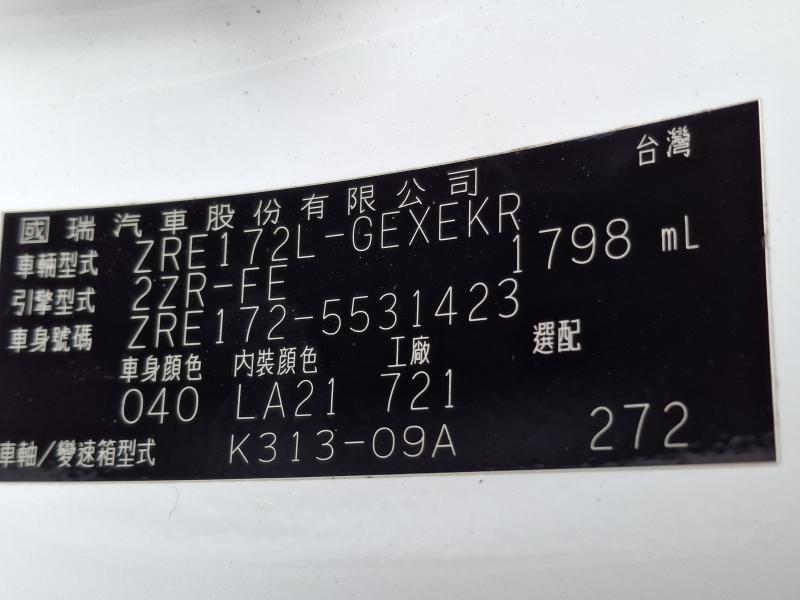 台灣
國瑞汽車股份有限公司
車輛型式 ZRE172L-GEXEKR
引擎型式 2ZR-FE 1798 mL
車身號碼 ZRE172-5531423
車身顏色 內裝顏色 工廠 選配
040 LA21 721
車軸/變速箱型式 K313-09A 272